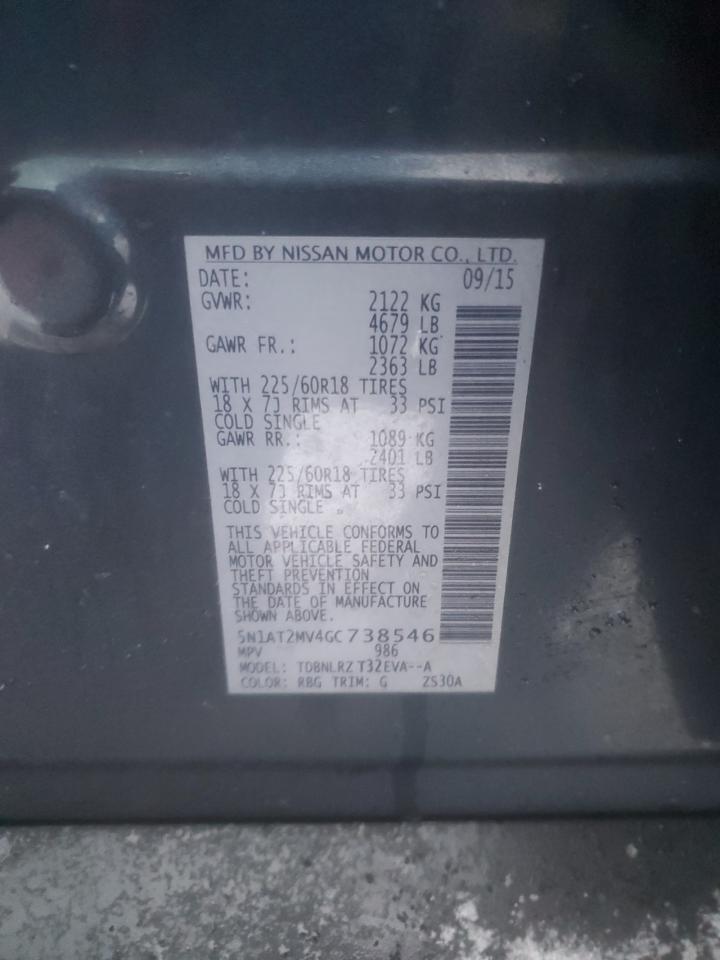 MFD BY NISSAN MOTOR CO., LTD.
DATE: 09/15
GVWR: 2122 KG
4679 LB
GAWR FR.: 1072 KG
2363 LB
WITH 225/60R18 TIRES
18 X 7J RIMS AT 33 PSI
COLD SINGLE
GAWR RR.: 1089 KG
2401 LB
WITH 225/60R18 TIRES
18 X 7J RIMS AT 33 PSI
COLD SINGLE
THIS VEHICLE CONFORMS TO
ALL APPLICABLE FEDERAL
MOTOR VEHICLE SAFETY AND
THEFT PREVENTION
STANDARDS IN EFFECT ON
THE DATE OF MANUFACTURE
SHOWN ABOVE.
5N1AT2MV4GC738546
MPV 986
MODEL: TDBNLRZ T32EVA--A
COLOR: RBG TRIM: G ZS30A